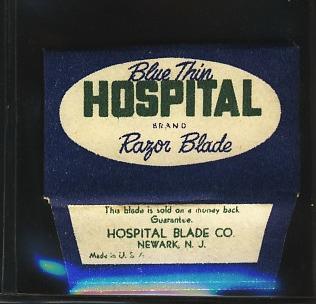 Blue Thin
HOSPITAL
BRAND
Razor Blade
This blade is sold on a money back
Guarantee.
HOSPITAL BLADE CO.
NEWARK, N. J.
Made in U. S. A.